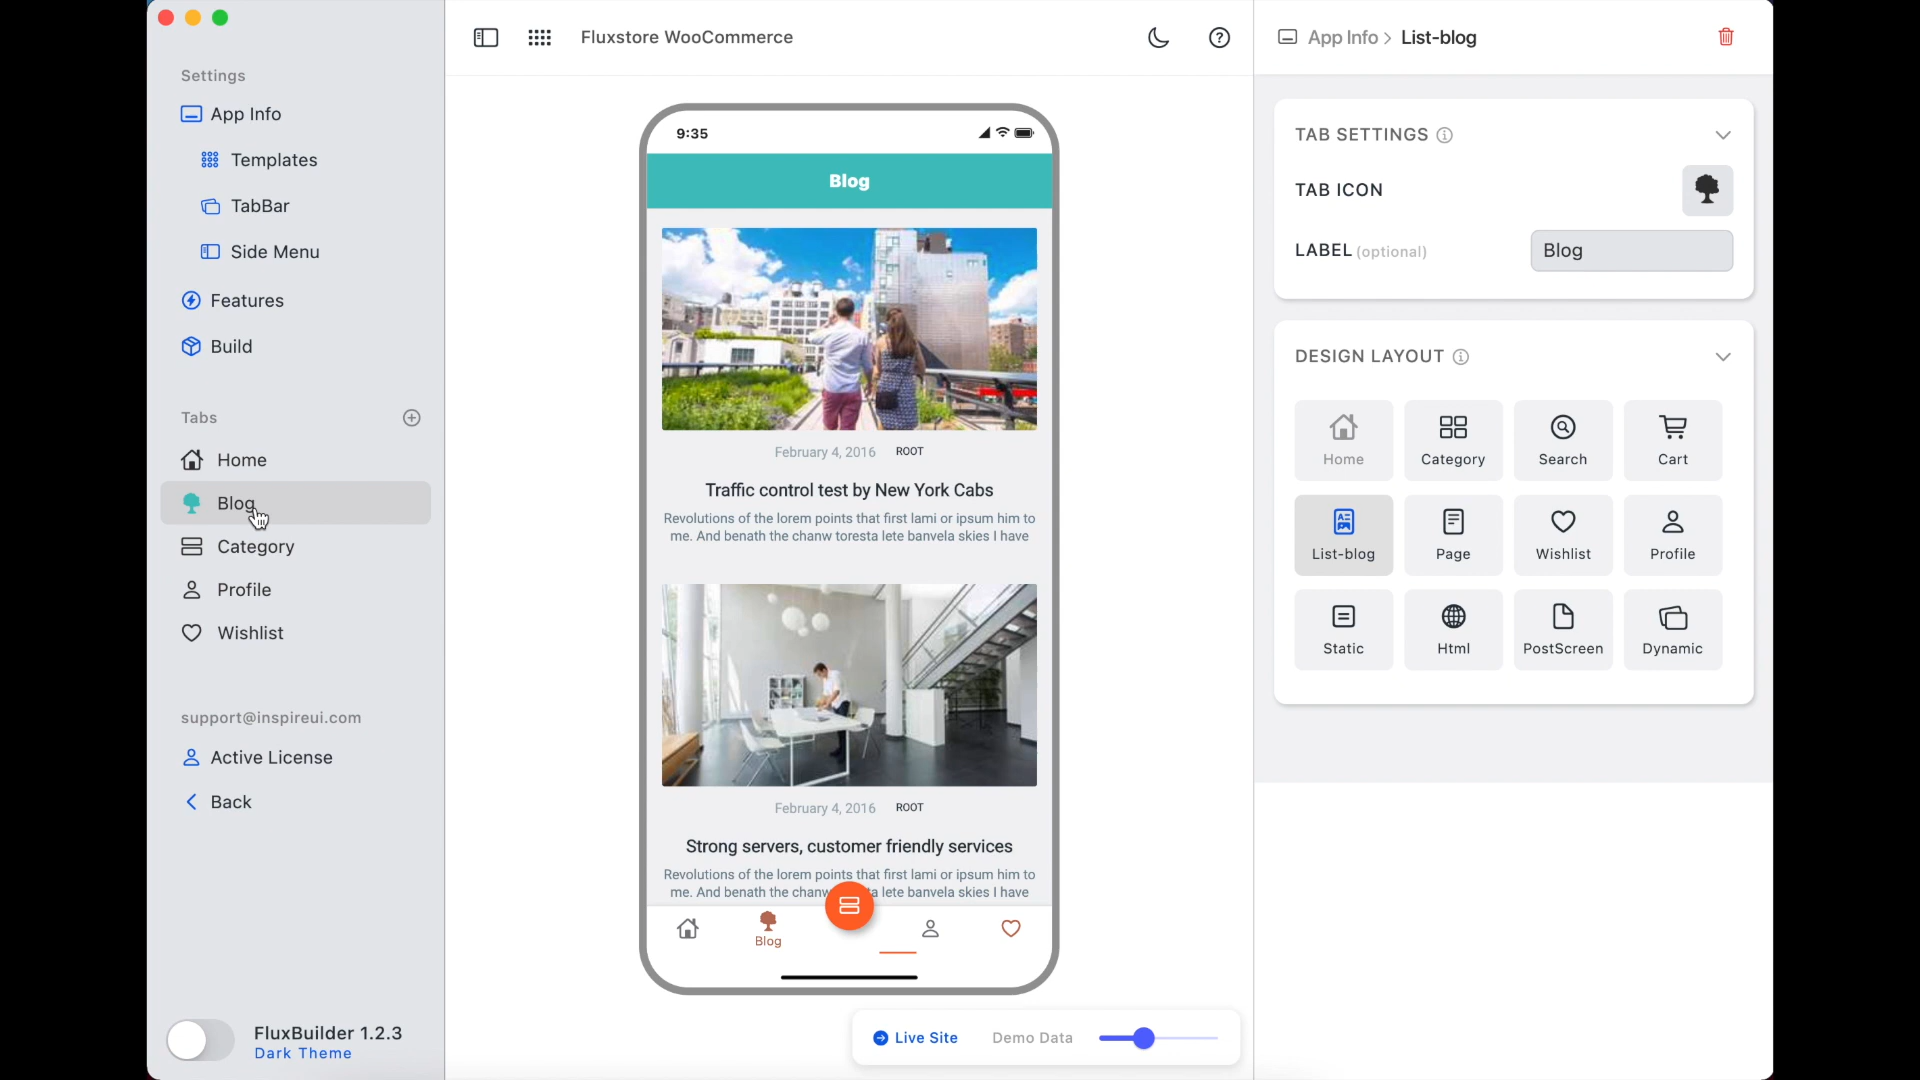 Settings
App Info
Templates
TabBar
Side Menu
Features
Build
Tabs
Home
Blog
Category
Profile
Wishlist
support@inspireui.com
Active License
Back
FluxBuilder 1.2.3
Dark Theme
Fluxstore WooCommerce
9:35
Blog
February 4, 2016 ROOT
Traffic control test by New York Cabs
Revolutions of the lorem points that first lami or ipsum him to
me. And benath the chanw toresta lete banvela skies I have
February 4, 2016 ROOT
Strong servers, customer friendly services
Revolutions of the lorem points that first lami or ipsum him to
me. And benath the chanw ta lete banvela skies I have
Blog
Live Site Demo Data
App Info > List-blog
TAB SETTINGS
TAB ICON
LABEL (optional) Blog
DESIGN LAYOUT
Home Category Search Cart
List-blog Page Wishlist Profile
Static Html PostScreen Dynamic